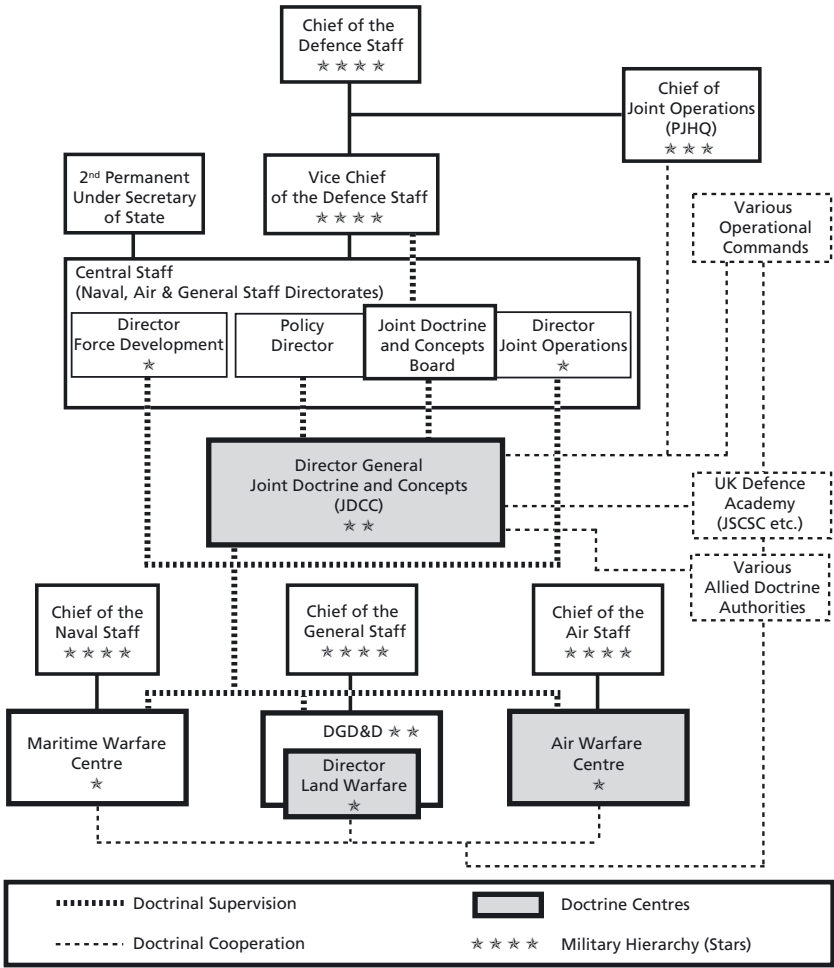 Chief of the
Defence Staff
✯ ✯ ✯ ✯
Chief of
Joint Operations
(PJHQ)
✯ ✯ ✯
2nd Permanent
Under Secretary
of State
Vice Chief
of the Defence Staff
✯ ✯ ✯ ✯
Various
Operational
Commands
Central Staff
(Naval, Air & General Staff Directorates)
Director
Force Development
✯
Policy
Director
Joint Doctrine
and Concepts
Board
Director
Joint Operations
✯
Director General
Joint Doctrine and Concepts
(JDCC)
✯ ✯
UK Defence
Academy
(JSCSC etc.)
Various
Allied Doctrine
Authorities
Chief of the
Naval Staff
✯ ✯ ✯ ✯
Chief of the
General Staff
✯ ✯ ✯ ✯
Chief of the
Air Staff
✯ ✯ ✯ ✯
Maritime Warfare
Centre
✯
DGD&D ✯ ✯
Director
Land Warfare
✯
Air Warfare
Centre
✯
Doctrinal Supervision
Doctrine Centres
Doctrinal Cooperation
✯ ✯ ✯ ✯ Military Hierarchy (Stars)